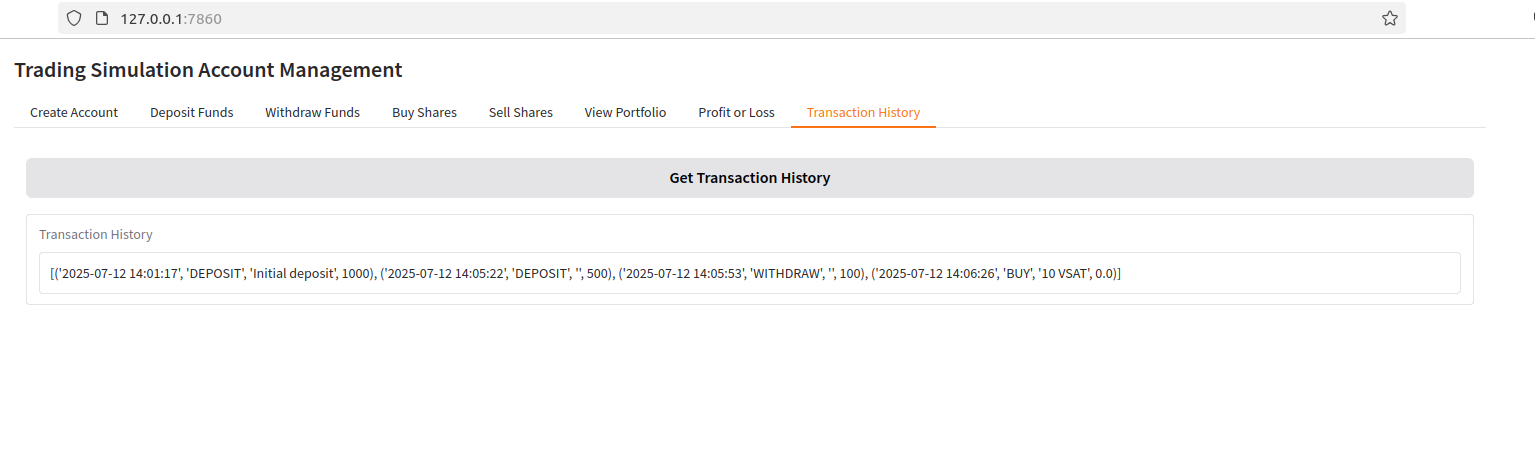 127.0.0.1:7860
Trading Simulation Account Management
Create Account Deposit Funds Withdraw Funds Buy Shares Sell Shares View Portfolio Profit or Loss Transaction History
Get Transaction History
Transaction History
[('2025-07-12 14:01:17', 'DEPOSIT', 'Initial deposit', 1000), ('2025-07-12 14:05:22', 'DEPOSIT', '', 500), ('2025-07-12 14:05:53', 'WITHDRAW', '', 100), ('2025-07-12 14:06:26', 'BUY', '10 VSAT', 0.0)]